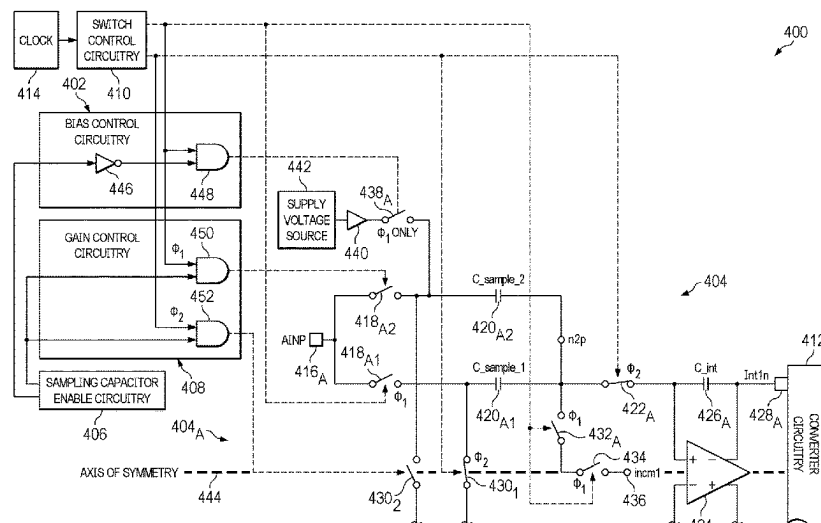 400
CLOCK
414
SWITCH
CONTROL
CIRCUITRY
410
402
BIAS CONTROL
CIRCUITRY
446
448
442
SUPPLY
VOLTAGE
SOURCE
440
438A
Φ1 ONLY
GAIN CONTROL
CIRCUITRY
Φ1
450
452
Φ2
408
SAMPLING CAPACITOR
ENABLE CIRCUITRY
406
404A
AINP
416A
418A2
418A1
Φ1
C_sample_2
420A2
n2p
C_sample_1
420A1
404
Φ2
422A
C_int
426A
Int1n
428A
412
CONVERTER
CIRCUITRY
Φ1
432A
434
Φ1
incm1
436
AXIS OF SYMMETRY
444
4302
Φ2
4301
+ −
− +